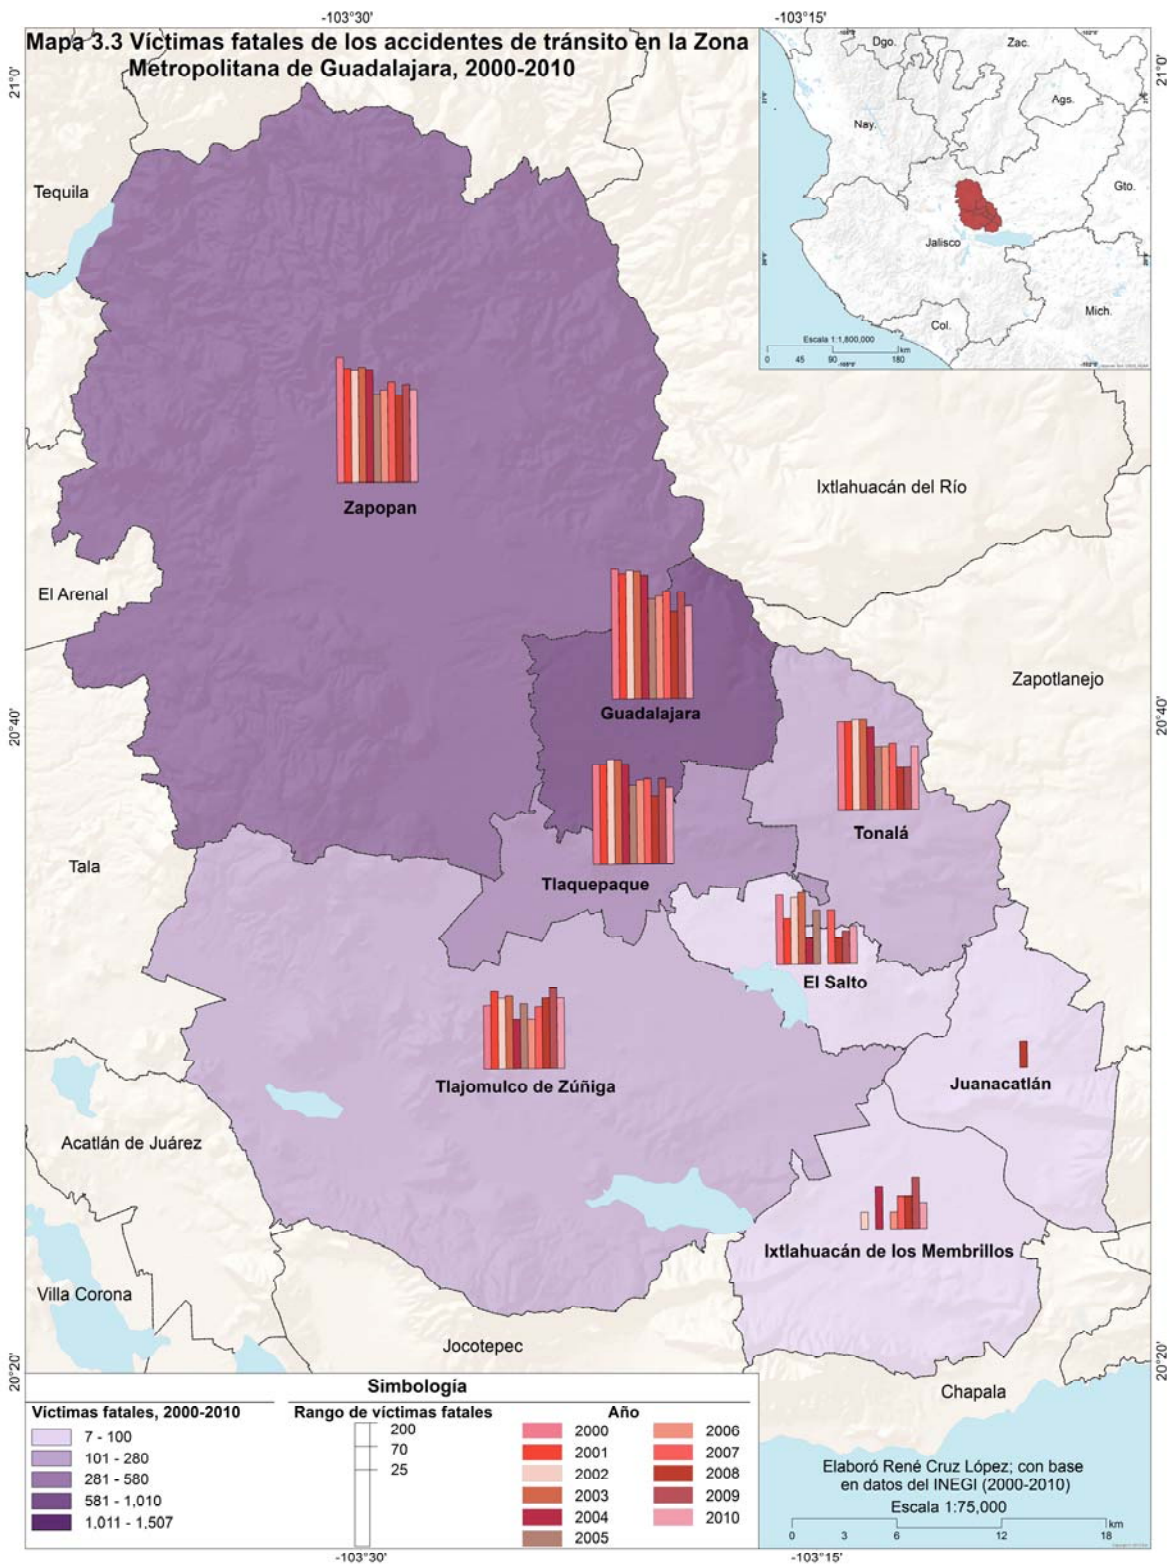 -103°30'
-103°15'
Mapa 3.3 Víctimas fatales de los accidentes de tránsito en la Zona
Metropolitana de Guadalajara, 2000-2010
21°0'
21°0'
Dgo.
Zac.
Ags.
Nay.
Gto.
Jalisco
Mich.
Col.
Escala 1:1,800,000
km
0 45 90 180
Tequila
Ixtlahuacán del Río
Zapopan
El Arenal
Zapotlanejo
Guadalajara
20°40'
20°40'
Tonalá
Tala
Tlaquepaque
El Salto
Tlajomulco de Zúñiga
Juanacatlán
Acatlán de Juárez
Ixtlahuacán de los Membrillos
Villa Corona
Jocotepec
20°20'
20°20'
Chapala
Simbología
Víctimas fatales, 2000-2010
7 - 100
101 - 280
281 - 580
581 - 1,010
1,011 - 1,507
Rango de víctimas fatales
200
70
25
Año
2000
2001
2002
2003
2004
2005
2006
2007
2008
2009
2010
Elaboró René Cruz López; con base
en datos del INEGI (2000-2010)
Escala 1:75,000
km
0 3 6 12 18
-103°30'
-103°15'